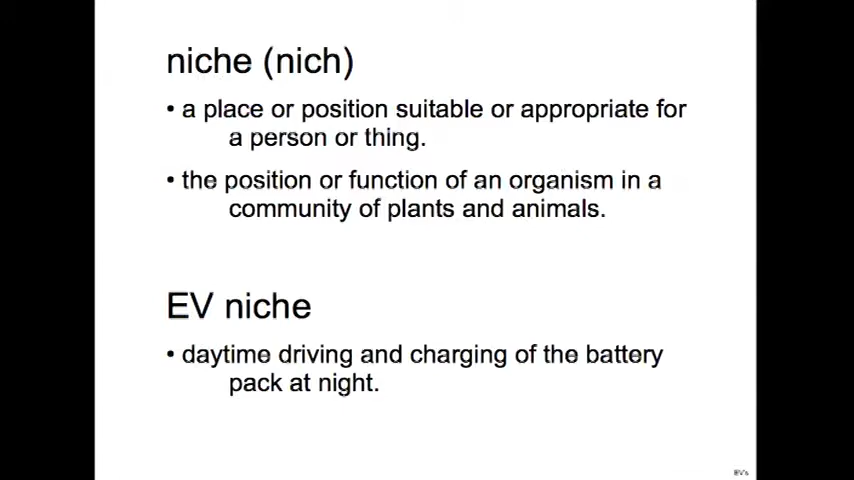 niche (nich)
• a place or position suitable or appropriate for
a person or thing.
• the position or function of an organism in a
community of plants and animals.
EV niche
• daytime driving and charging of the battery
pack at night.
EV's